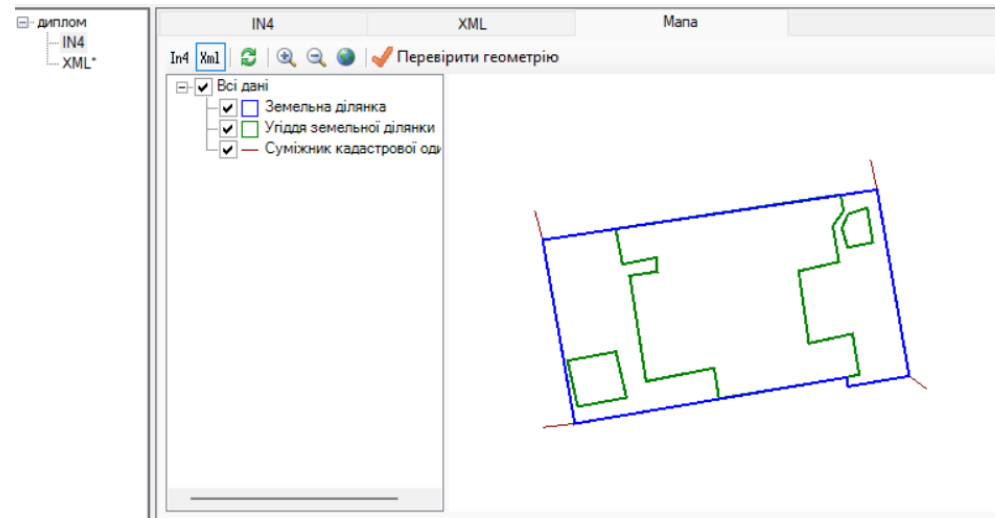 диплом
IN4
XML*
IN4 XML Мапа
In4 Xml Перевірити геометрію
Всі дані
Земельна ділянка
Угіддя земельної ділянки
Суміжник кадастрової оди